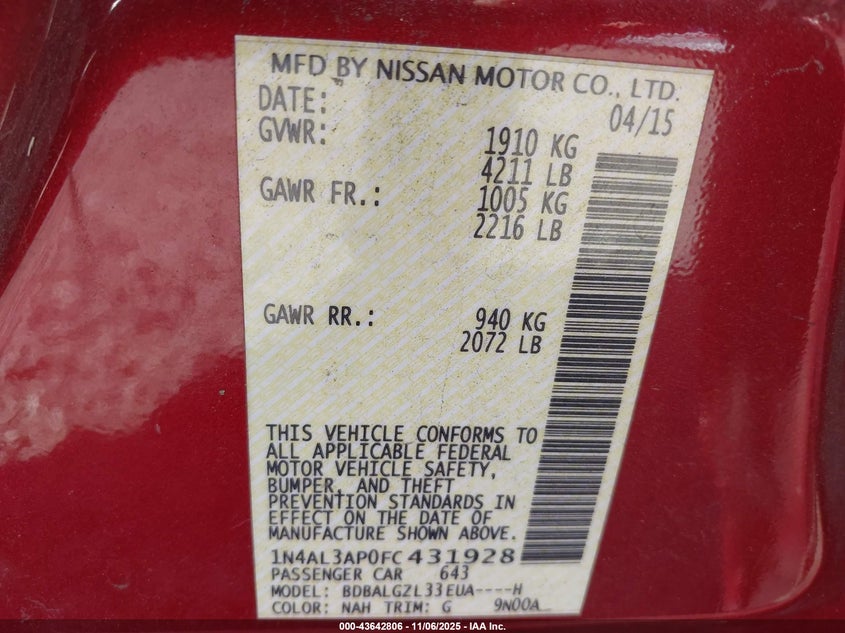 MFD BY NISSAN MOTOR CO., LTD.
DATE: 04/15
GVWR: 1910 KG
4211 LB
GAWR FR.: 1005 KG
2216 LB
GAWR RR.: 940 KG
2072 LB
THIS VEHICLE CONFORMS TO
ALL APPLICABLE FEDERAL
MOTOR VEHICLE SAFETY,
BUMPER, AND THEFT
PREVENTION STANDARDS IN
EFFECT ON THE DATE OF
MANUFACTURE SHOWN ABOVE.
1N4AL3AP0FC431928
PASSENGER CAR 643
MODEL: BDBALGZL33EUA----H
COLOR: NAH TRIM: G 9N00A
000-43642806 - 11/06/2025 - IAA Inc.